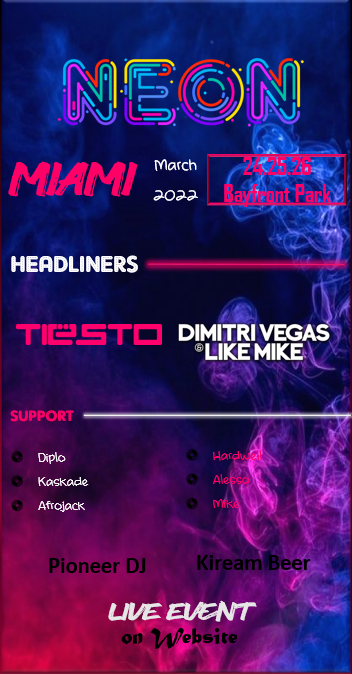 NEON
MIAMI
March
2022
24.25.26
Bayfront Park
HEADLINERS
TIËSTO
DIMITRI VEGAS
& LIKE MIKE
SUPPORT
Diplo
Kaskade
Afrojack
Hardwell
Alesso
Mike
Pioneer DJ
Kiream Beer
LIVE EVENT
on Website